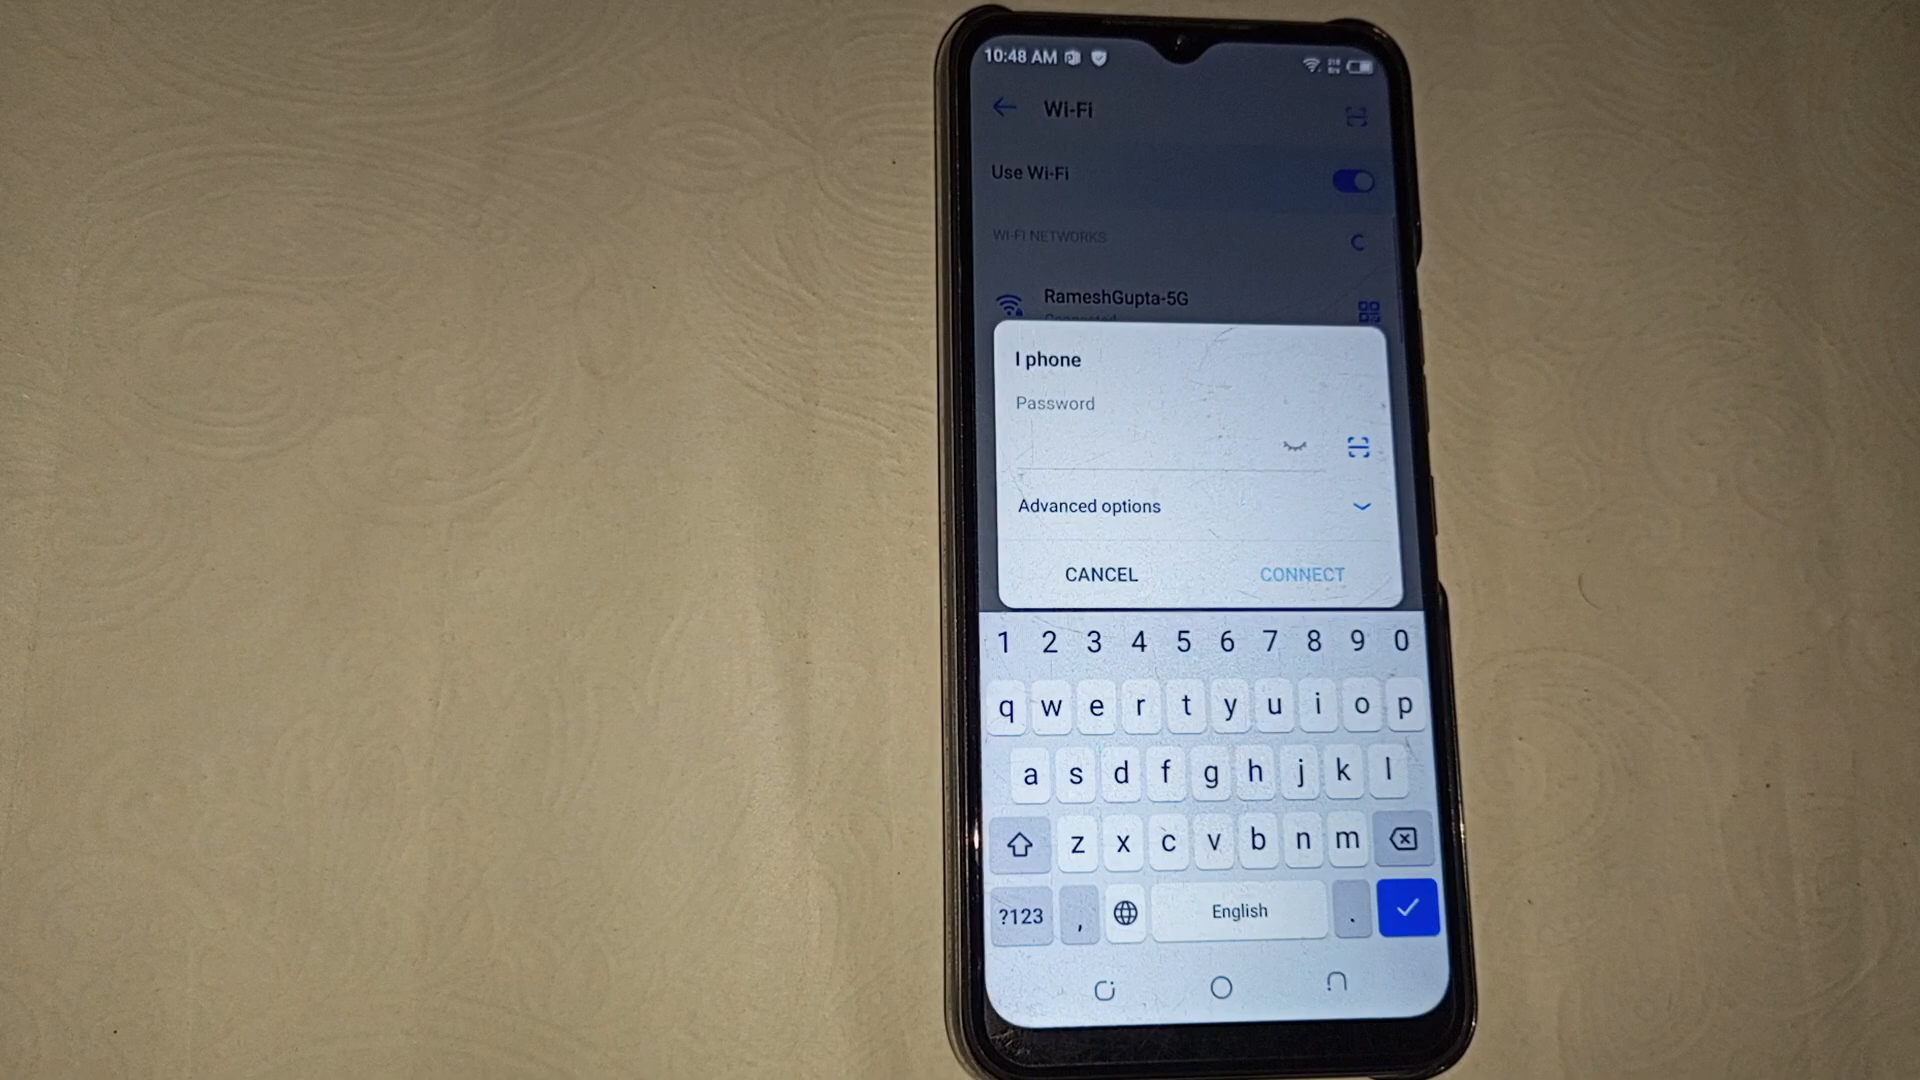 10:48 AM
Wi-Fi
Use Wi-Fi
WI-FI NETWORKS
RameshGupta-5G
Connected
I phone
Password
Advanced options
CANCEL CONNECT
1 2 3 4 5 6 7 8 9 0
q w e r t y u i o p
a s d f g h j k l
z x c v b n m
?123 , English .